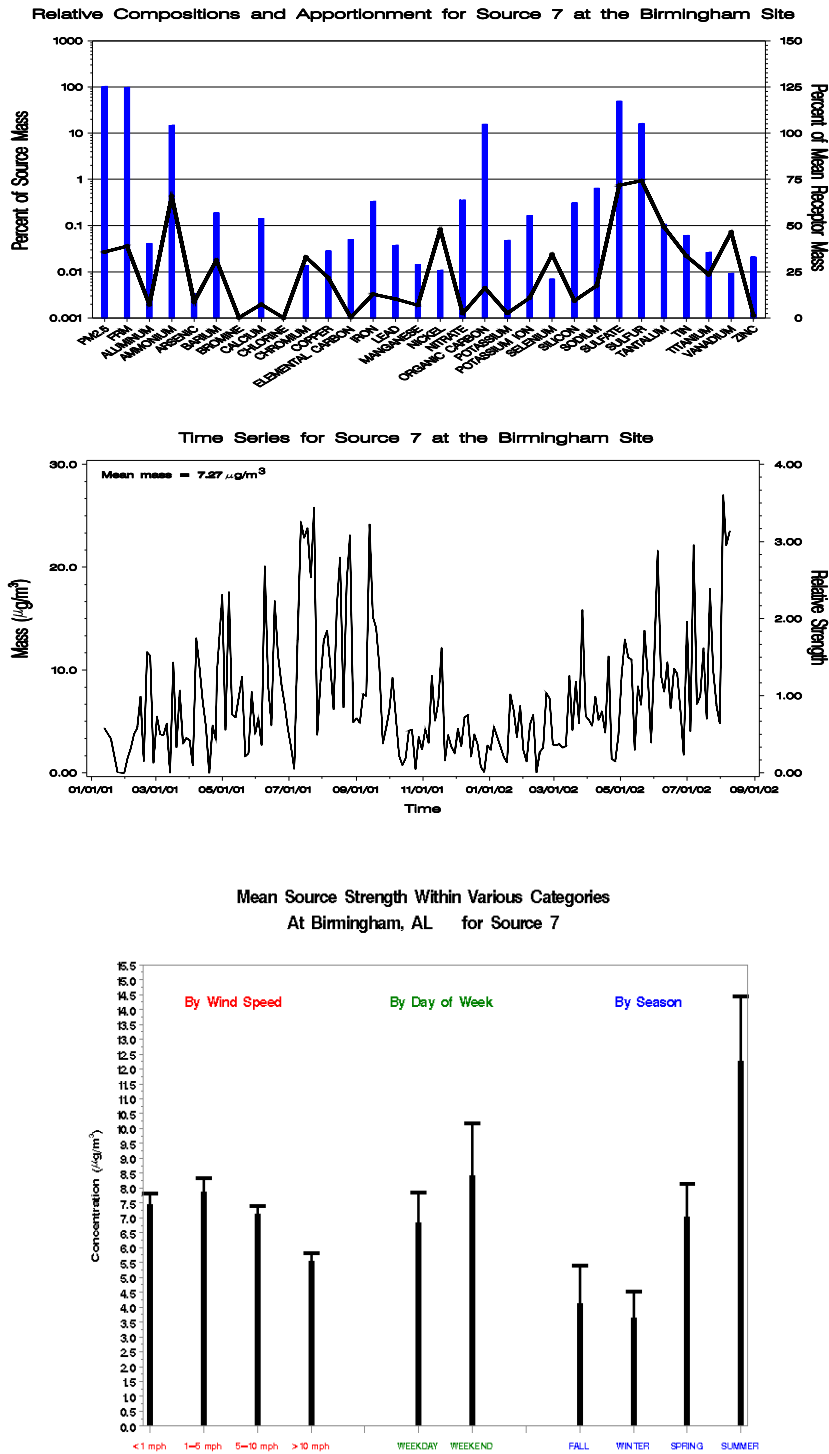 Relative Compositions and Apportionment for Source 7 at the Birmingham Site
Percent of Source Mass
1000
100
10
1
0.1
0.01
0.001
150
125
100
75
50
25
0
Percent of Mean Receptor Mass
PM2.5
FRM
ALUMINUM
AMMONIUM
ARSENIC
BARIUM
BROMINE
CALCIUM
CHLORINE
CHROMIUM
COPPER
ELEMENTAL CARBON
IRON
LEAD
MANGANESE
NICKEL
NITRATE
ORGANIC CARBON
POTASSIUM
POTASSIUM ION
SELENIUM
SILICON
SODIUM
SULFATE
SULFUR
TANTALUM
TIN
TITANIUM
VANADIUM
ZINC
Time Series for Source 7 at the Birmingham Site
Mean mass = 7.27 μg/m³
Mass (μg/m³)
30.0
20.0
10.0
0.00
4.00
3.00
2.00
1.00
0.00
Relative Strength
01/01/01 03/01/01 05/01/01 07/01/01 09/01/01 11/01/01 01/01/02 03/01/02 05/01/02 07/01/02 09/01/02
Time
Mean Source Strength Within Various Categories
At Birmingham, AL for Source 7
By Wind Speed By Day of Week By Season
Concentration (μg/m³)
15.5
15.0
14.5
14.0
13.5
13.0
12.5
12.0
11.5
11.0
10.5
10.0
9.5
9.0
8.5
8.0
7.5
7.0
6.5
6.0
5.5
5.0
4.5
4.0
3.5
3.0
2.5
2.0
1.5
1.0
0.5
0.0
<1 mph 1-5 mph 5-10 mph >10 mph WEEKDAY WEEKEND FALL WINTER SPRING SUMMER